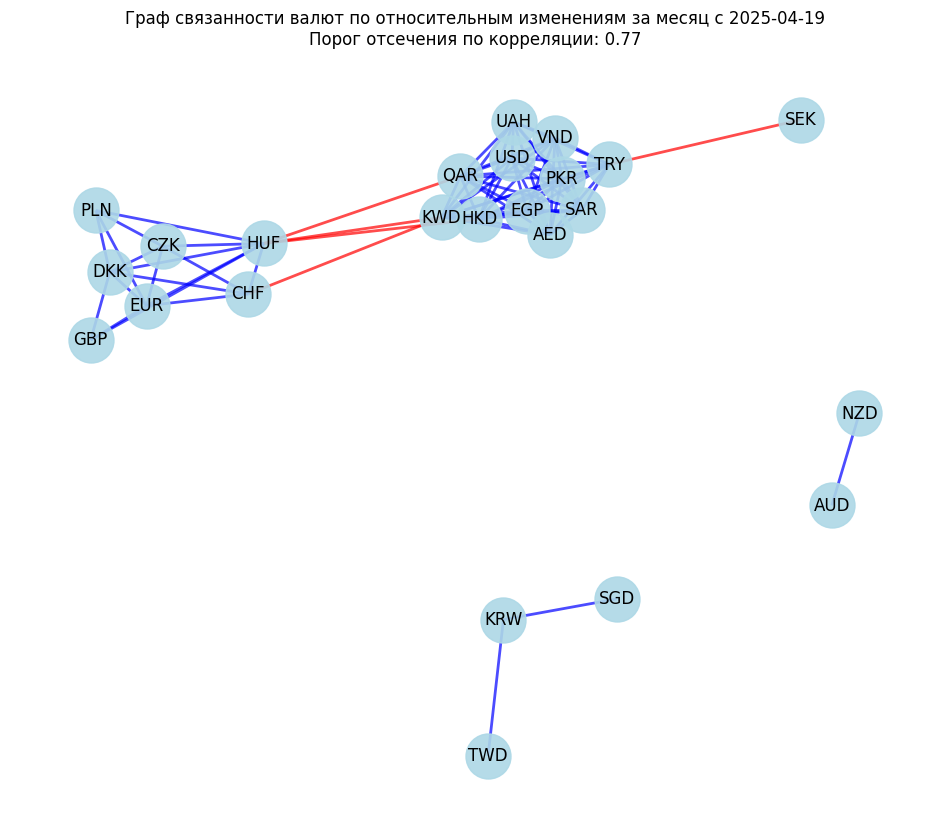 Граф связанности валют по относительным изменениям за месяц с 2025-04-19
Порог отсечения по корреляции: 0.77
UAH
SEK
VND
USD
TRY
QAR
PKR
PLN
KWD
HKD
EGP
SAR
AED
CZK
HUF
DKK
CHF
EUR
GBP
NZD
AUD
SGD
KRW
TWD